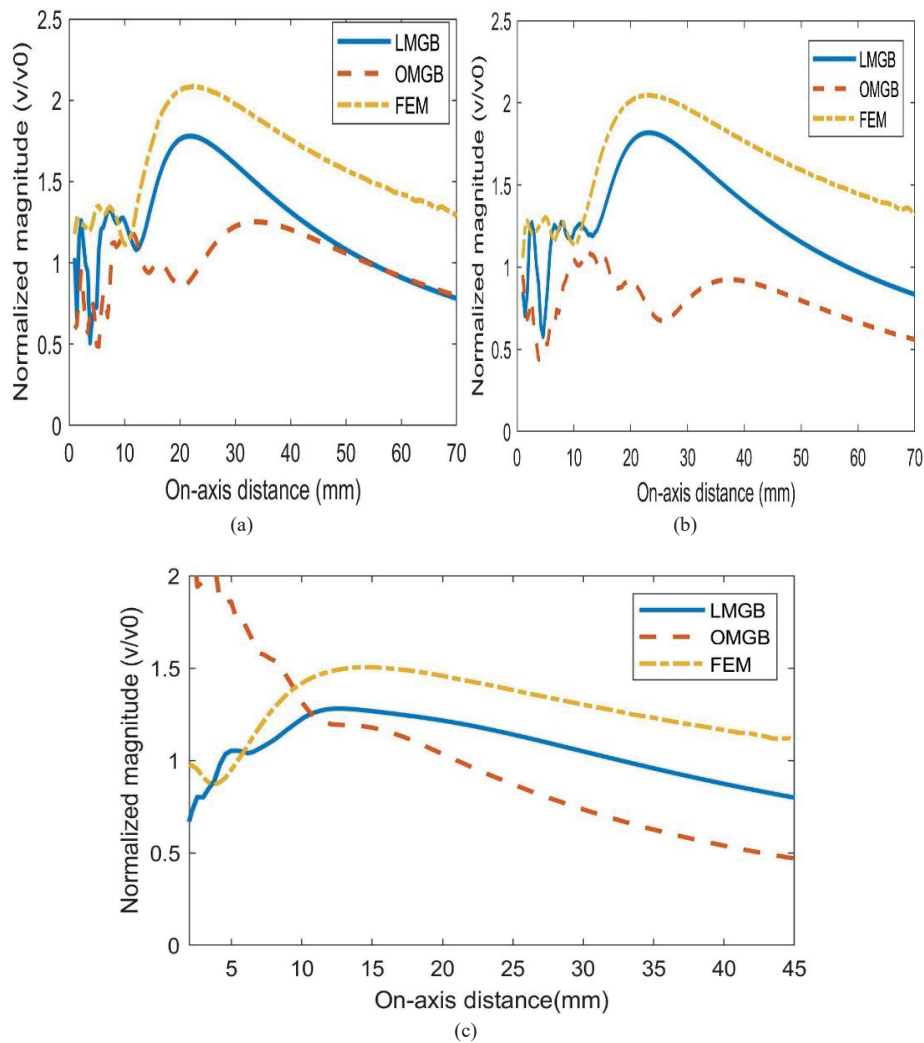 2.5
2
1.5
1
0.5
0
Normalized magnitude (v/v0)
LMGB
OMGB
FEM
0 10 20 30 40 50 60 70
On-axis distance (mm)
(a)
2.5
2
1.5
1
0.5
0
Normalized magnitude (v/v0)
LMGB
OMGB
FEM
0 10 20 30 40 50 60 70
On-axis distance (mm)
(b)
2
1.5
1
0.5
0
Normalized magnitude (v/v0)
LMGB
OMGB
FEM
5 10 15 20 25 30 35 40 45
On-axis distance(mm)
(c)